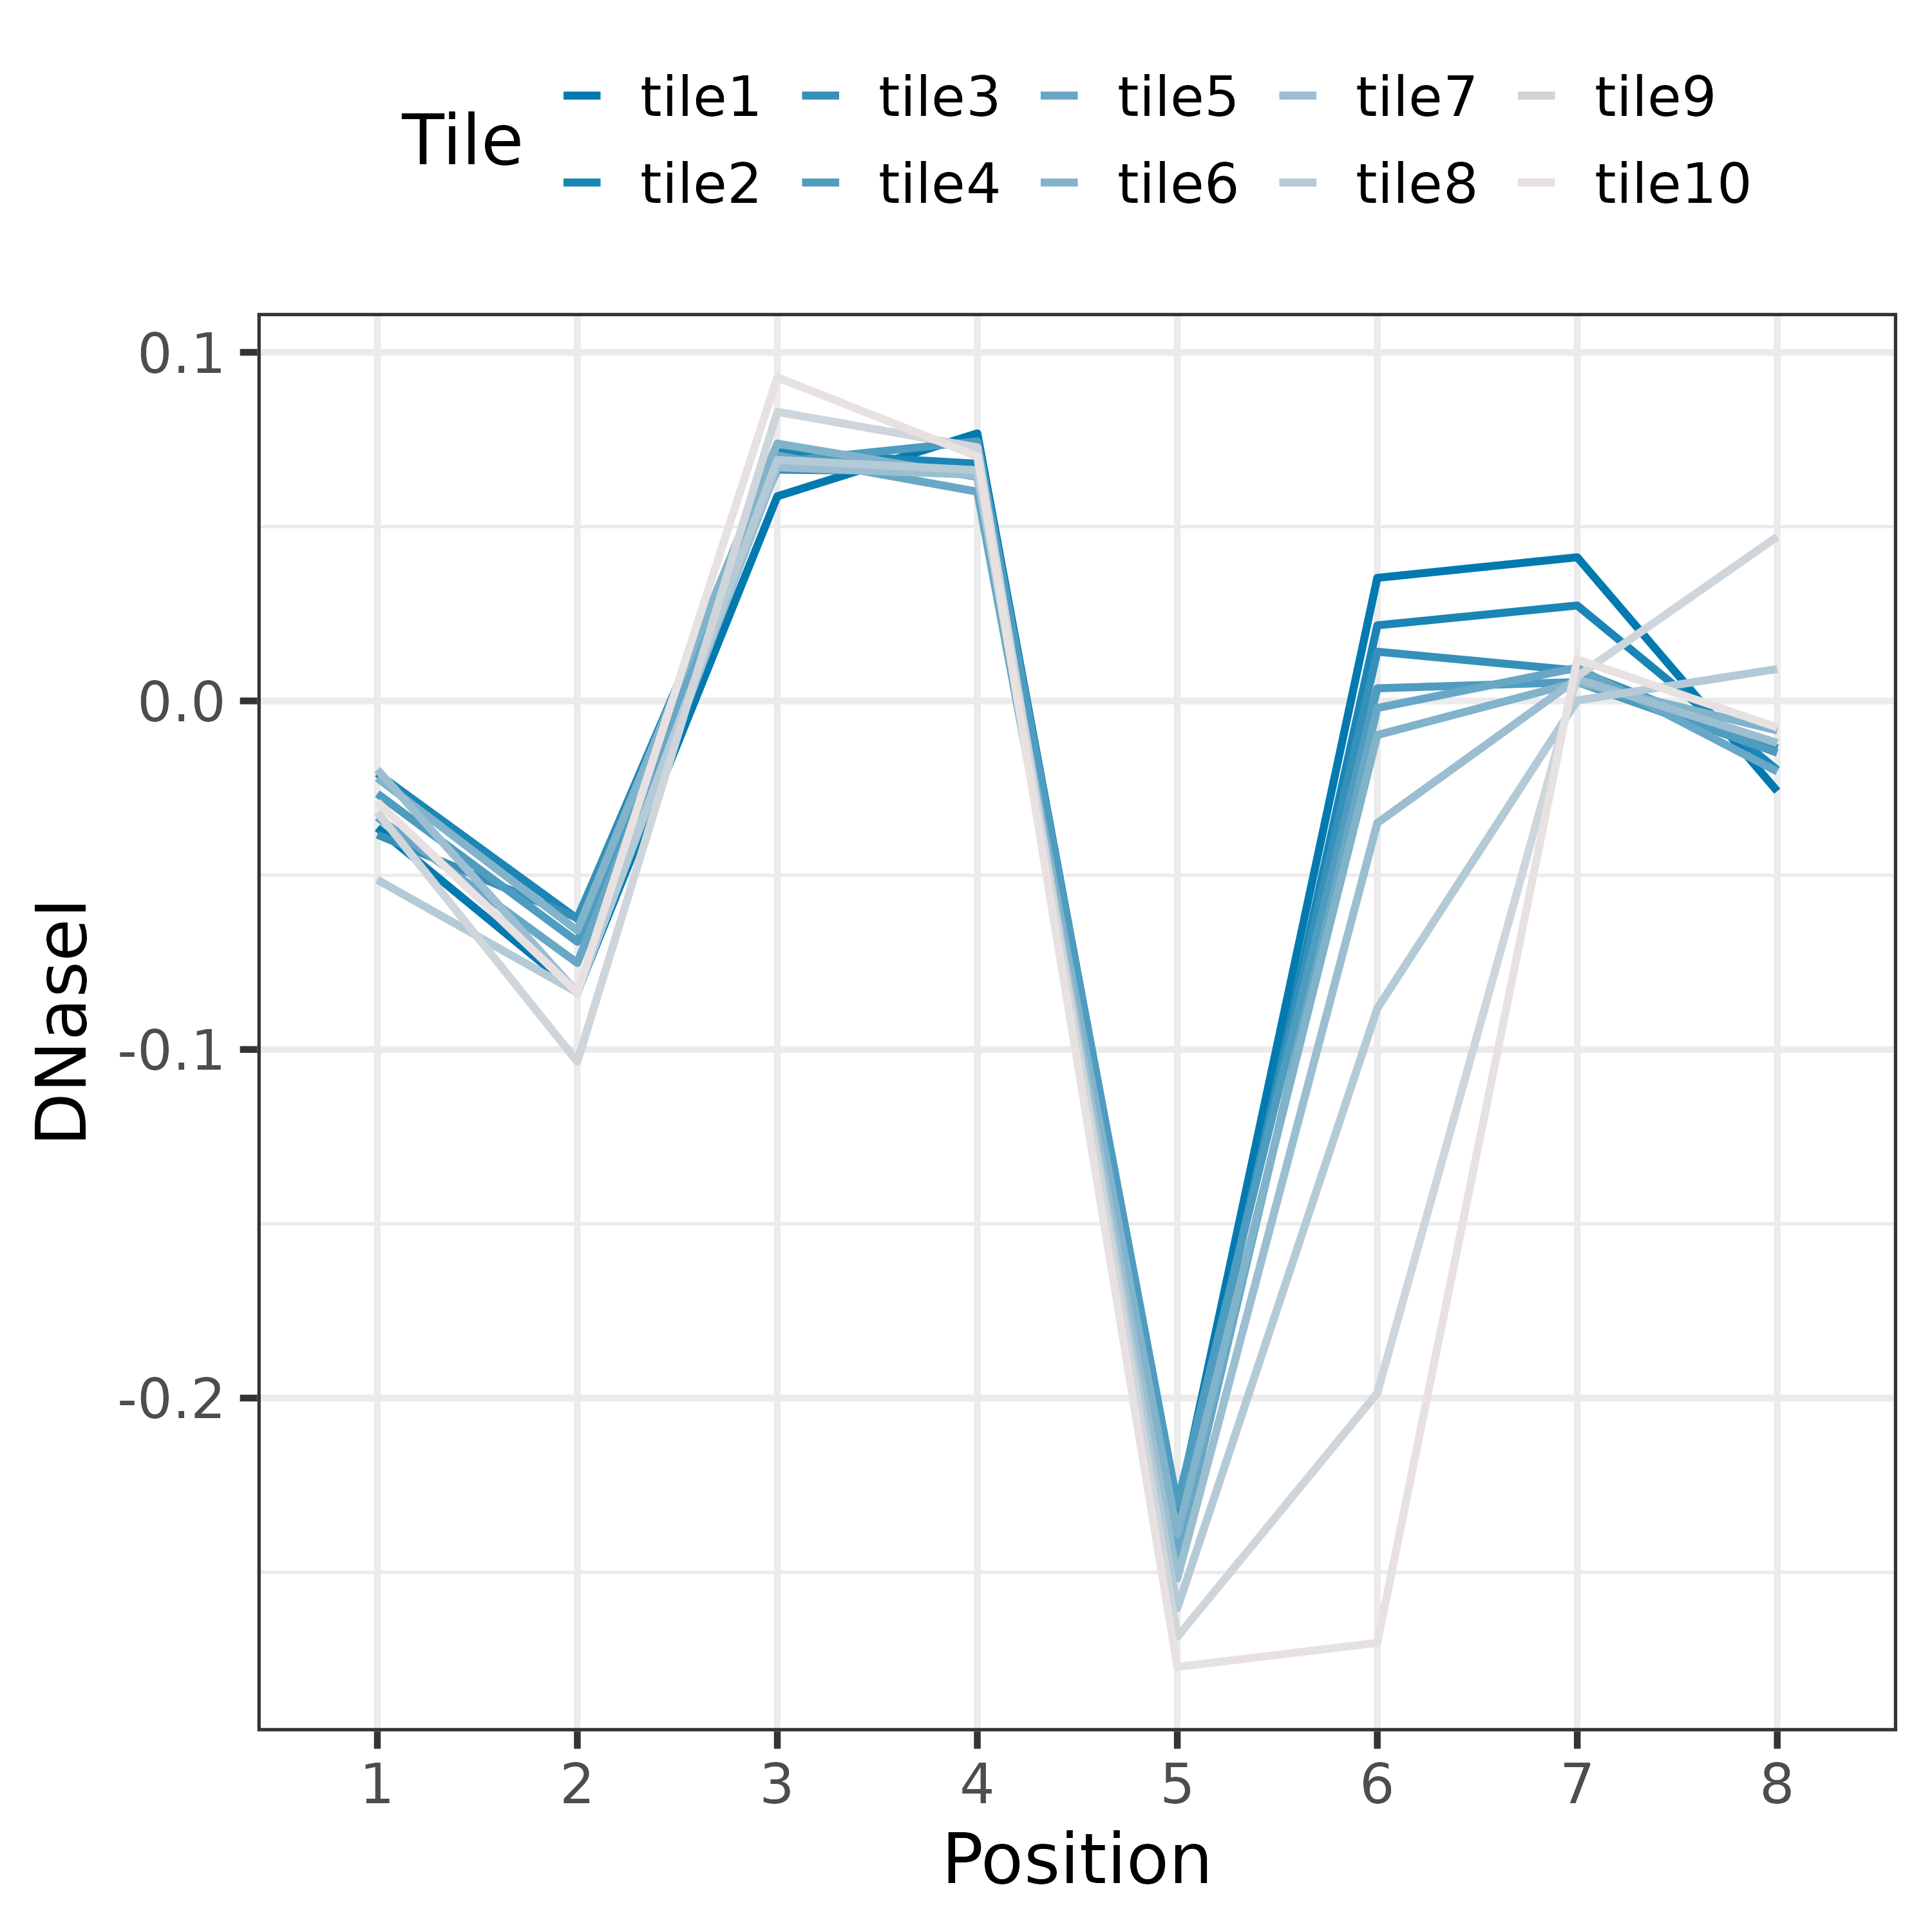 Tile
tile1 tile3 tile5 tile7 tile9
tile2 tile4 tile6 tile8 tile10
0.1
0.0
-0.1
-0.2
DNaseI
1 2 3 4 5 6 7 8
Position